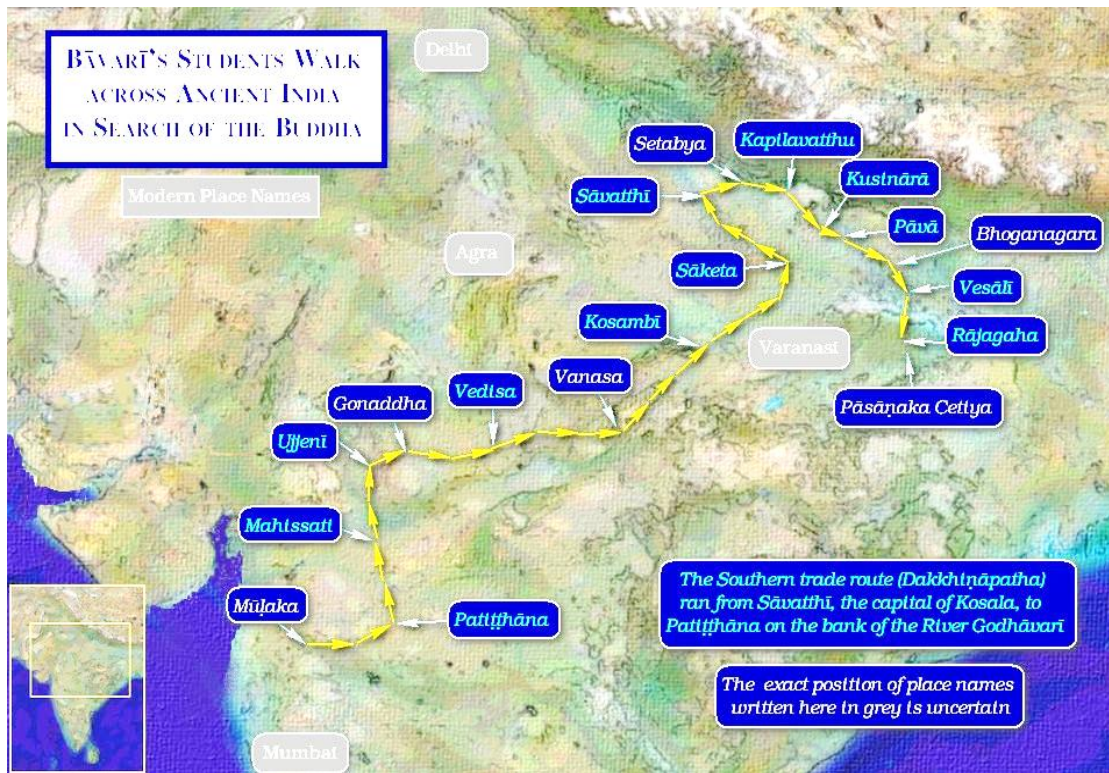 BĀVARĪ'S STUDENTS WALK
ACROSS ANCIENT INDIA
IN SEARCH OF THE BUDDHA
Delhi
Modern Place Names
Setabya
Kapilavatthu
Kusinārā
Sāvatthī
Pāvā
Bhoganagara
Agra
Sāketa
Vesālī
Kosambī
Varanasi
Rājagaha
Vanasa
Vedisa
Gonaddha
Pāsāṇaka Cetiya
Ujjenī
Mahissati
Mūḷaka
Patiṭṭhāna
The Southern trade route (Dakkhiṇāpatha)
ran from Sāvatthī, the capital of Kosala, to
Patiṭṭhāna on the bank of the River Godhāvarī
The exact position of place names
written here in grey is uncertain
Mumbai